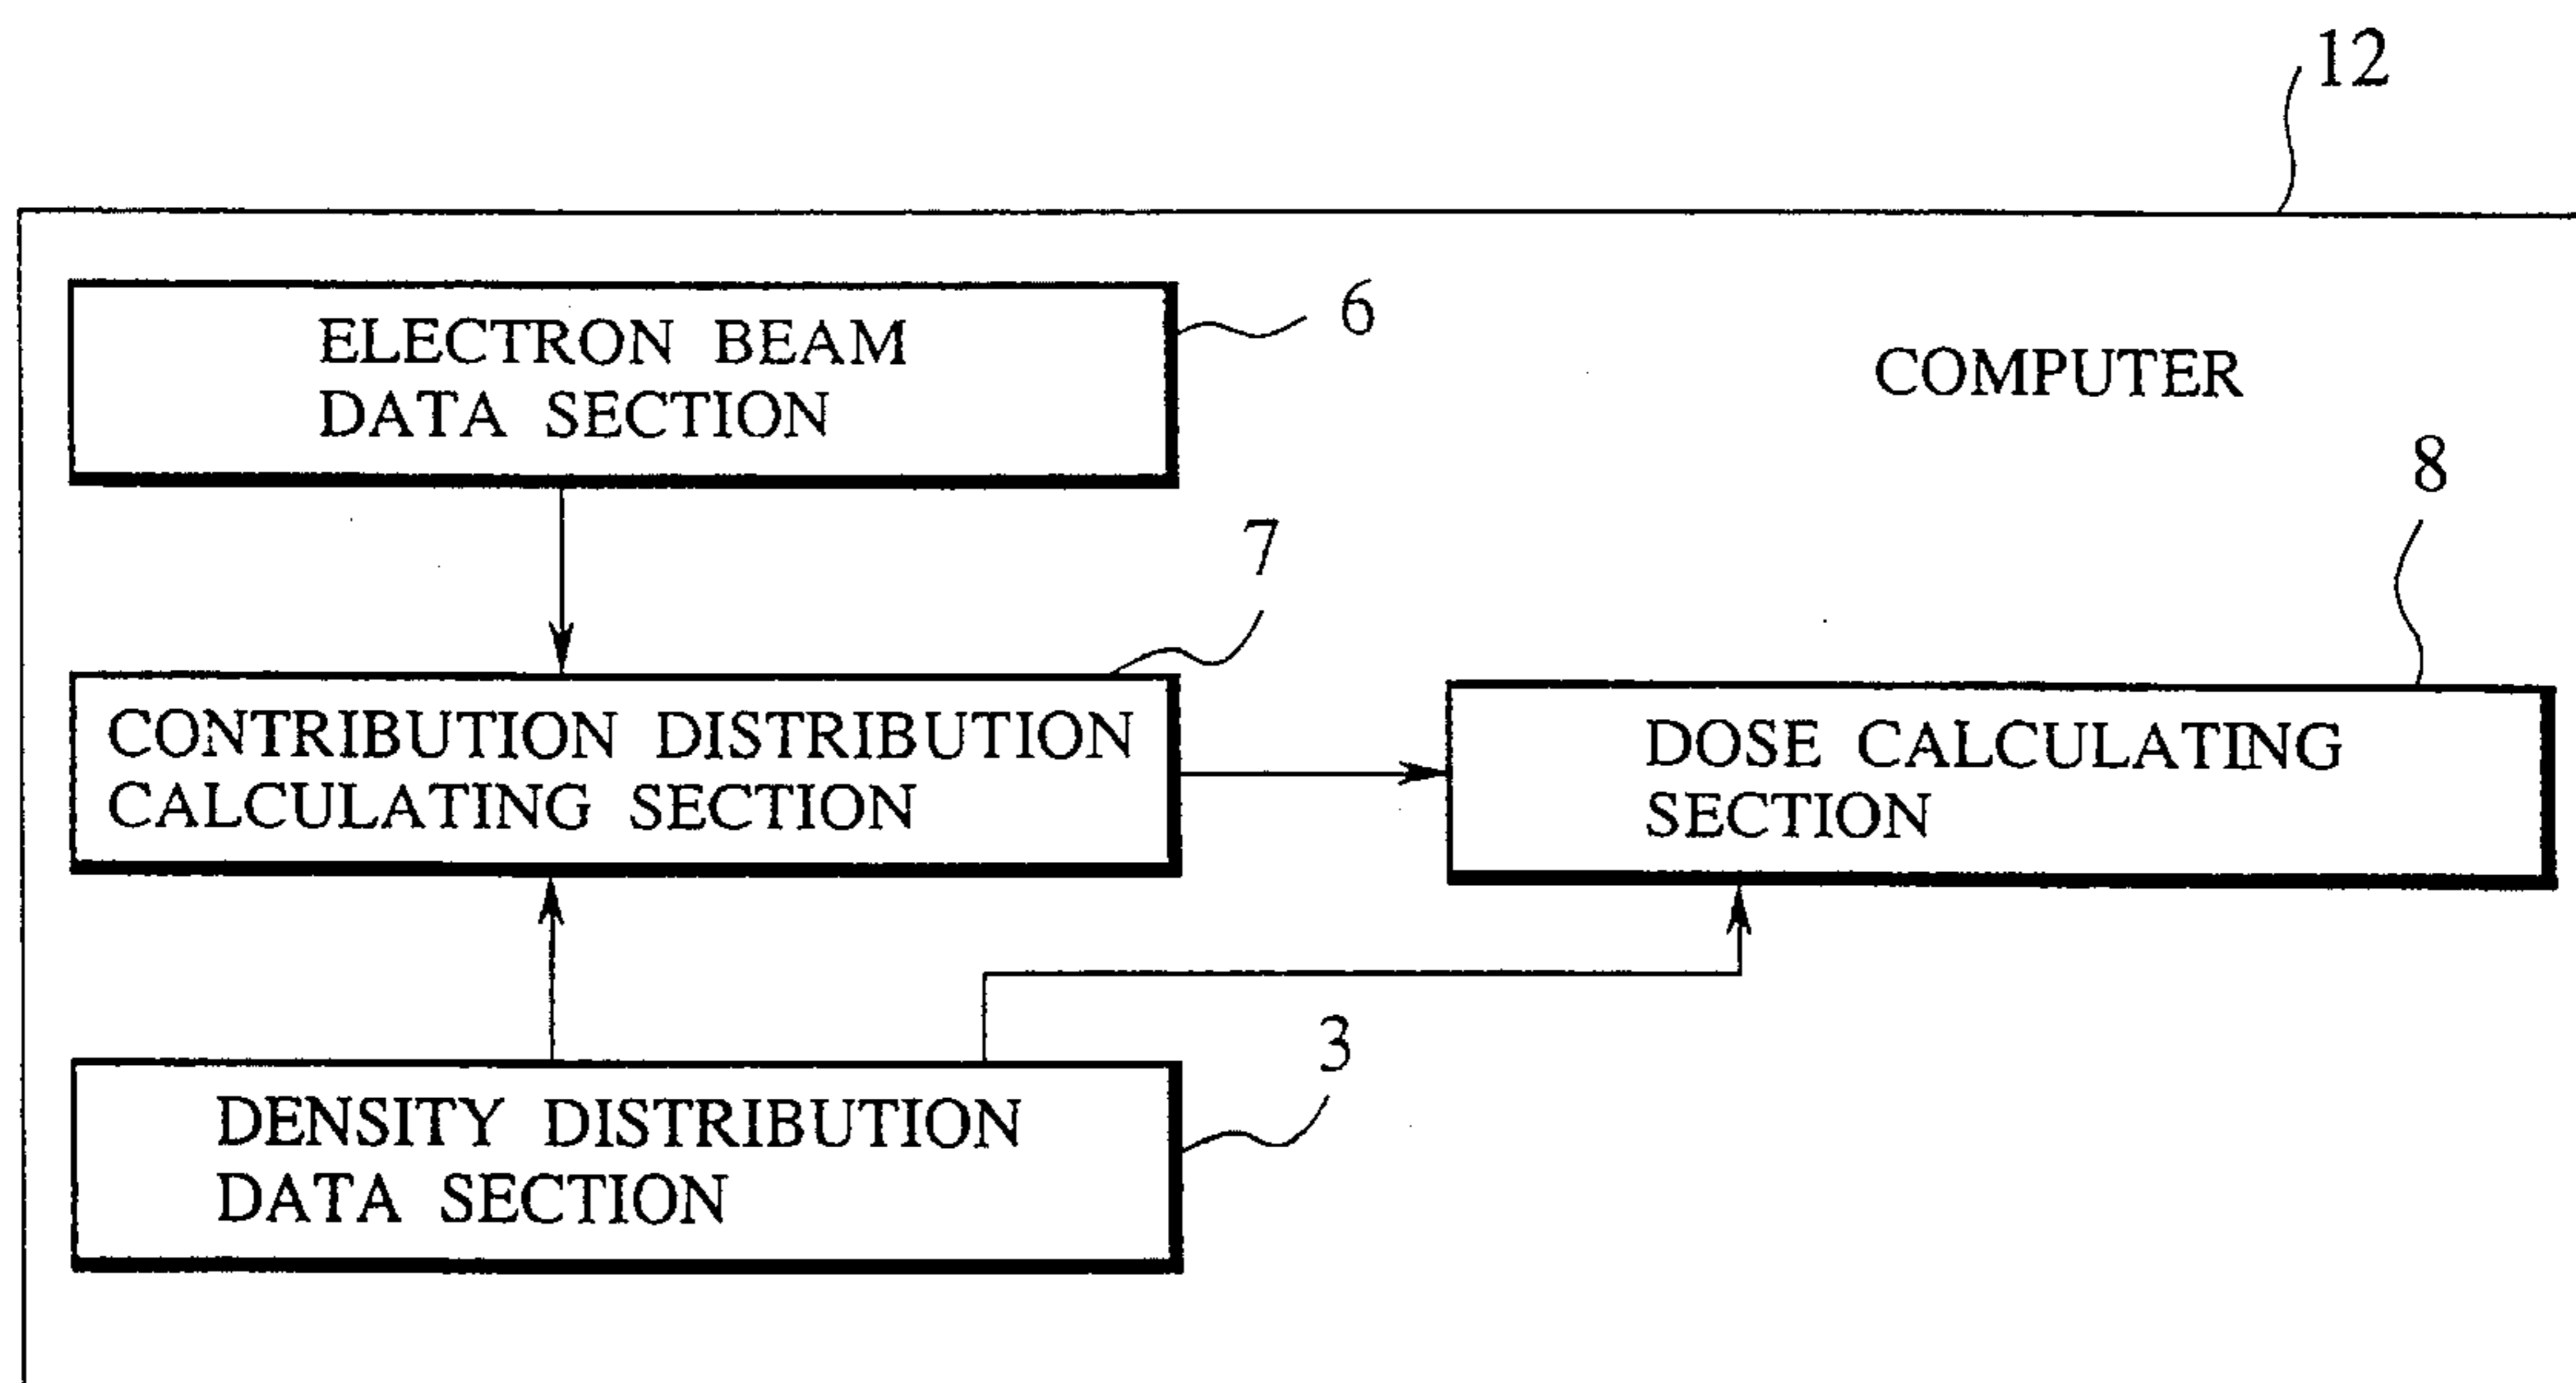 12
ELECTRON BEAM
DATA SECTION
6
COMPUTER
8
7
CONTRIBUTION DISTRIBUTION
CALCULATING SECTION
DOSE CALCULATING
SECTION
3
DENSITY DISTRIBUTION
DATA SECTION